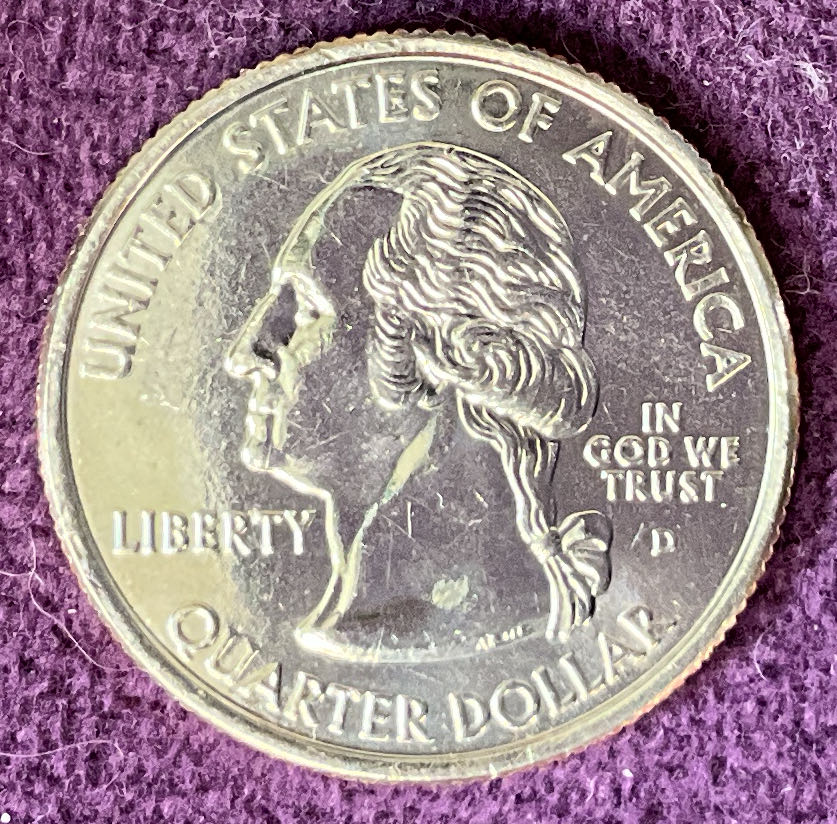 UNITED STATES OF AMERICA
IN
GOD WE
TRUST
LIBERTY
D
QUARTER DOLLAR